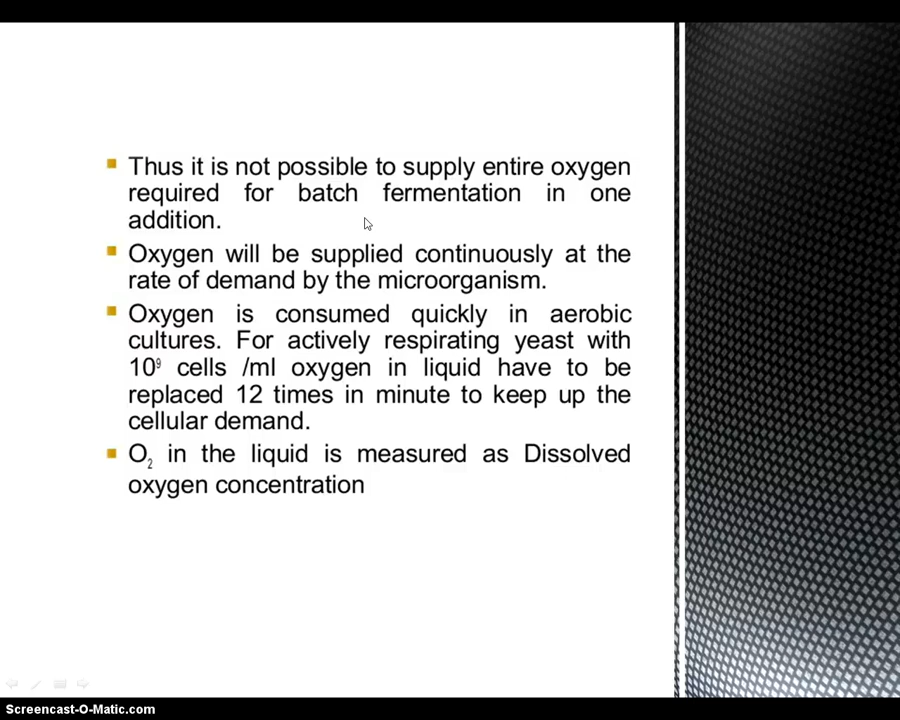 Thus it is not possible to supply entire oxygen
required for batch fermentation in one
addition.
Oxygen will be supplied continuously at the
rate of demand by the microorganism.
Oxygen is consumed quickly in aerobic
cultures. For actively respirating yeast with
10⁹ cells /ml oxygen in liquid have to be
replaced 12 times in minute to keep up the
cellular demand.
O₂ in the liquid is measured as Dissolved
oxygen concentration
Screencast-O-Matic.com